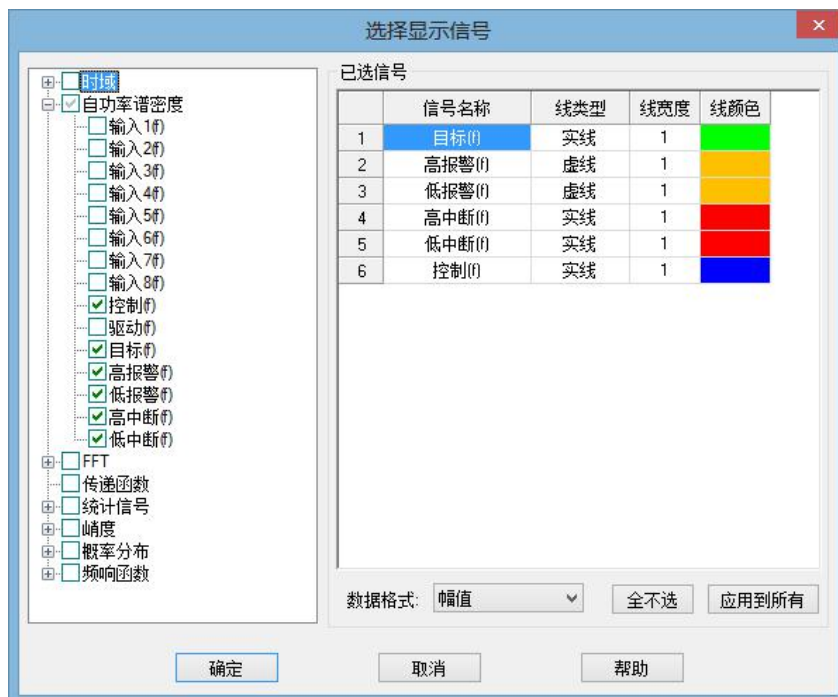 选择显示信号
时域
自功率谱密度
输入1(f)
输入2(f)
输入3(f)
输入4(f)
输入5(f)
输入6(f)
输入7(f)
输入8(f)
控制(f)
驱动(f)
目标(f)
高报警(f)
低报警(f)
高中断(f)
低中断(f)
FFT
传递函数
统计信号
峭度
概率分布
频响函数
已选信号
信号名称 线类型 线宽度 线颜色
1 目标(f) 实线 1
2 高报警(f) 虚线 1
3 低报警(f) 虚线 1
4 高中断(f) 实线 1
5 低中断(f) 实线 1
6 控制(f) 实线 1
数据格式: 幅值 全不选 应用到所有
确定 取消 帮助